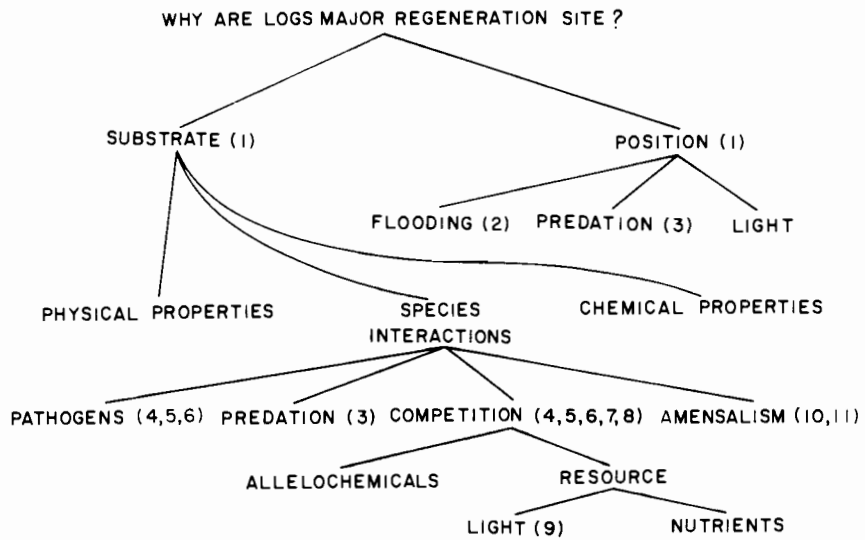 WHY ARE LOGS MAJOR REGENERATION SITE?
SUBSTRATE (1)
POSITION (1)
FLOODING (2)
PREDATION (3)
LIGHT
PHYSICAL PROPERTIES
SPECIES
INTERACTIONS
CHEMICAL PROPERTIES
PATHOGENS (4,5,6)
PREDATION (3)
COMPETITION (4,5,6,7,8)
AMENSALISM (10,11)
ALLELOCHEMICALS
RESOURCE
LIGHT (9)
NUTRIENTS